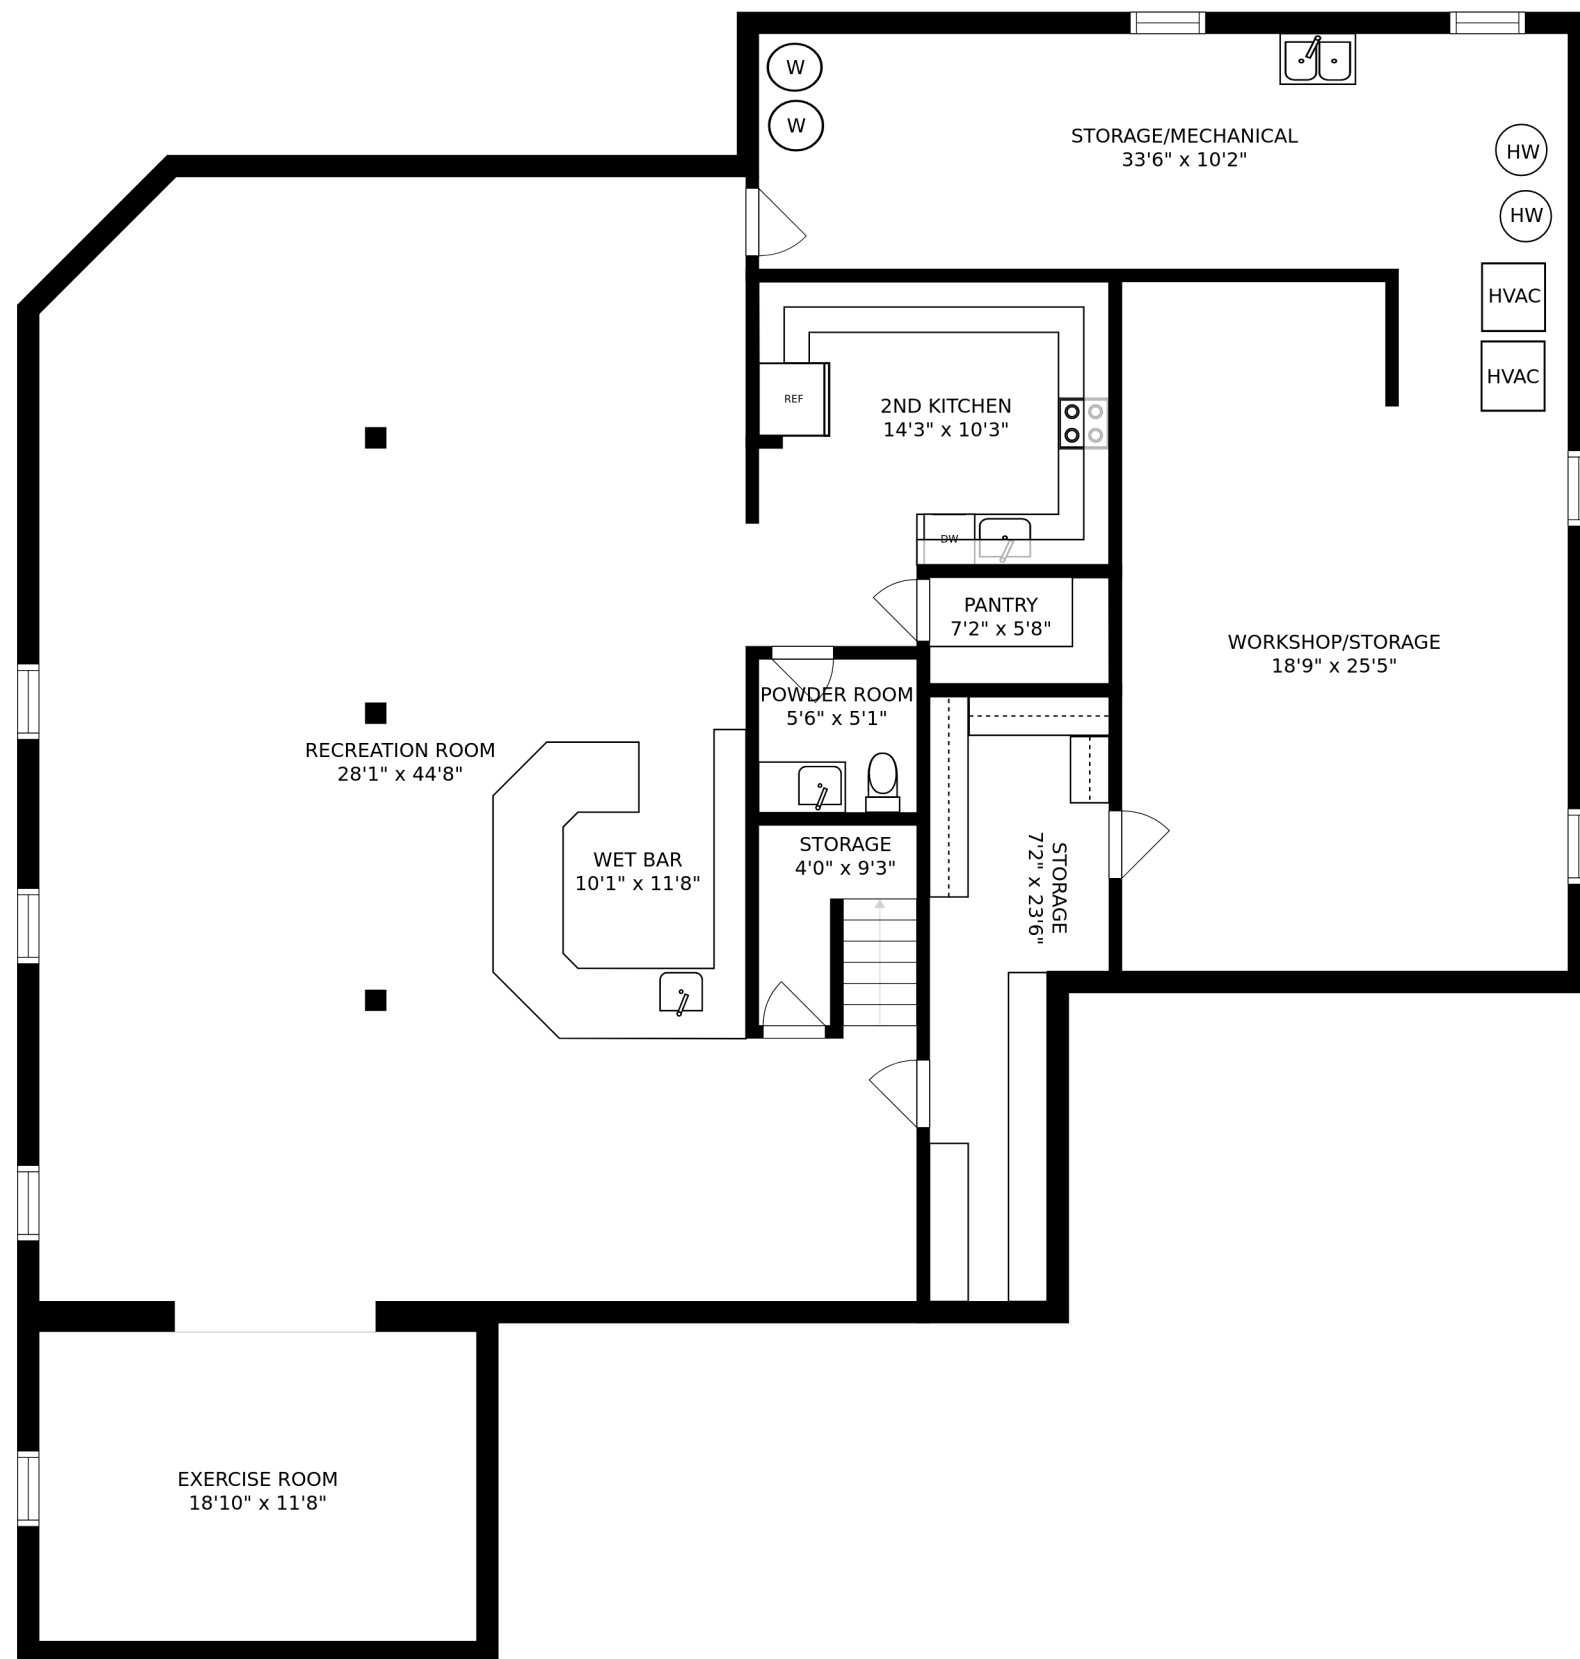 W
W
STORAGE/MECHANICAL
33'6" x 10'2"
HW
HW
HVAC
HVAC
REF
2ND KITCHEN
14'3" x 10'3"
DW
PANTRY
7'2" x 5'8"
WORKSHOP/STORAGE
18'9" x 25'5"
POWDER ROOM
5'6" x 5'1"
RECREATION ROOM
28'1" x 44'8"
WET BAR
10'1" x 11'8"
STORAGE
4'0" x 9'3"
STORAGE
7'2" x 23'6"
EXERCISE ROOM
18'10" x 11'8"